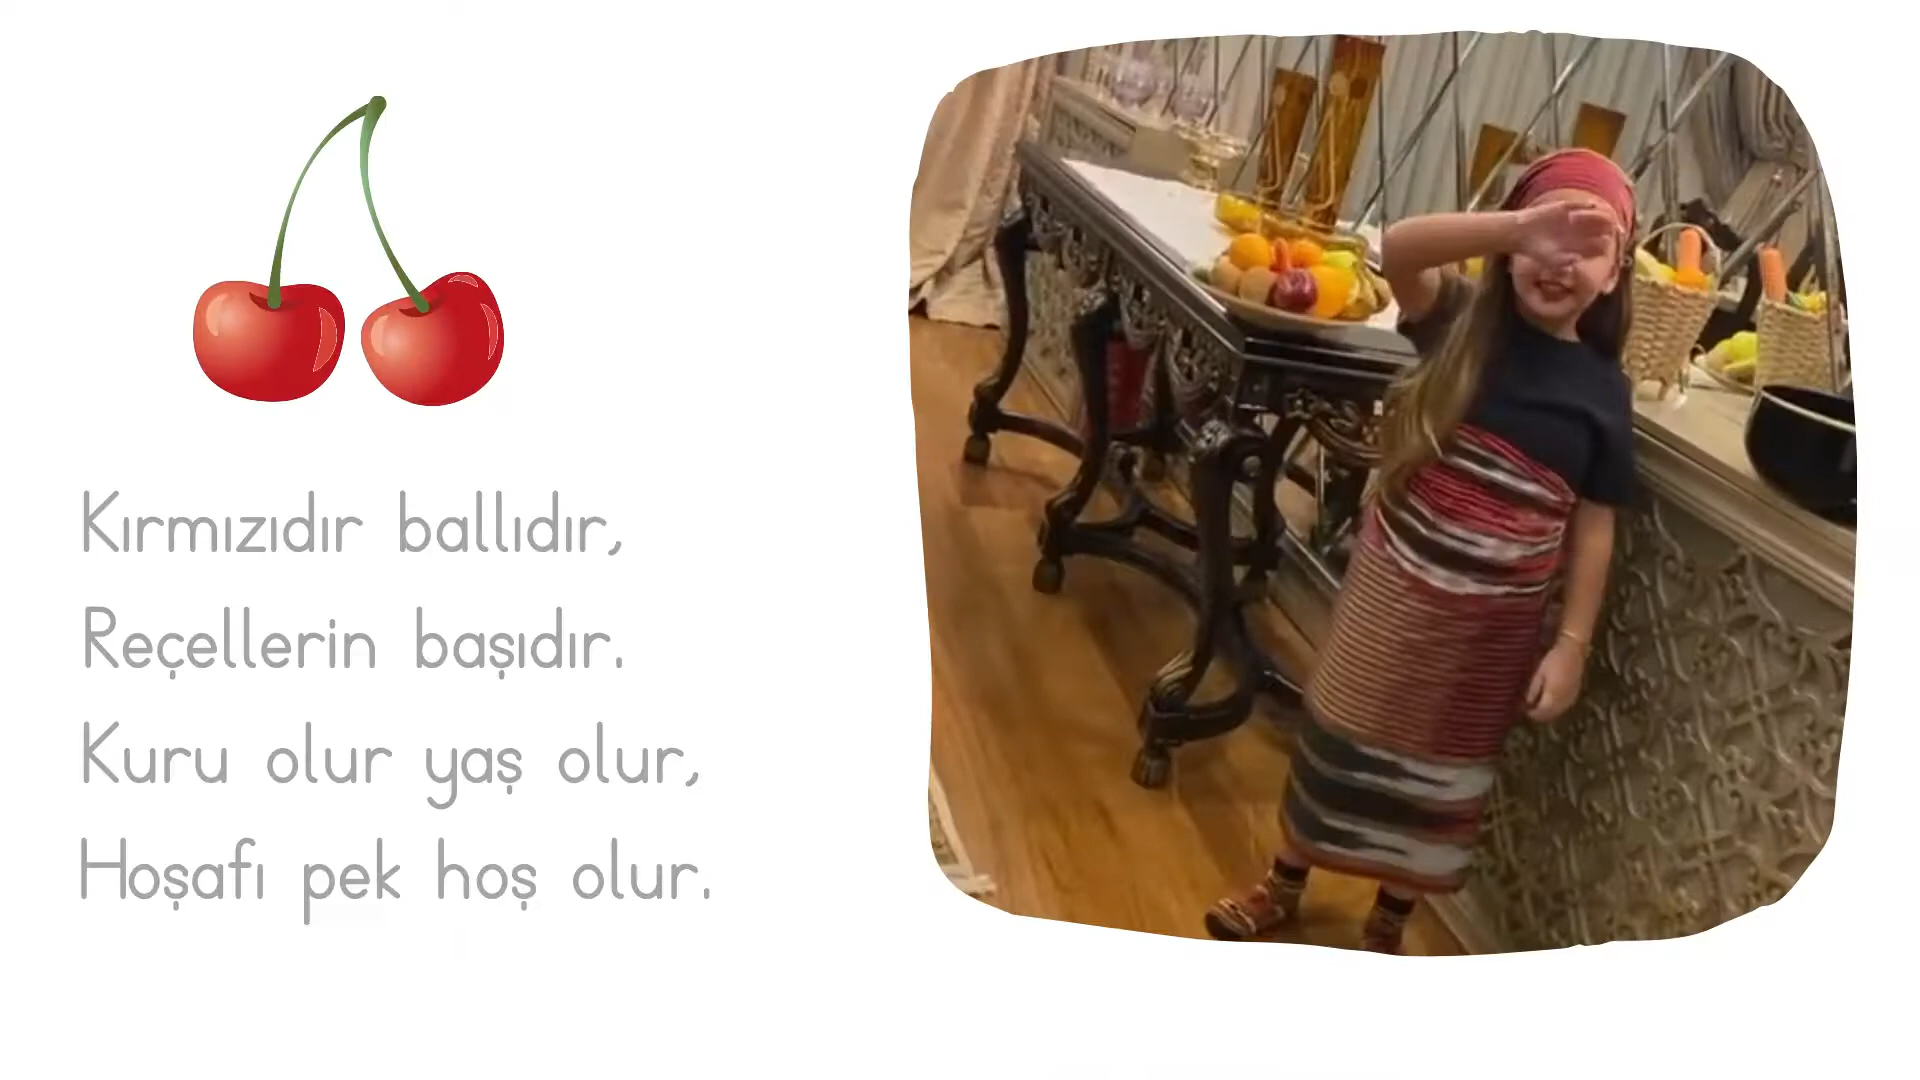 Kırmızıdır ballıdır,
Reçellerin başıdır.
Kuru olur yaş olur,
Hoşafı pek hoş olur.